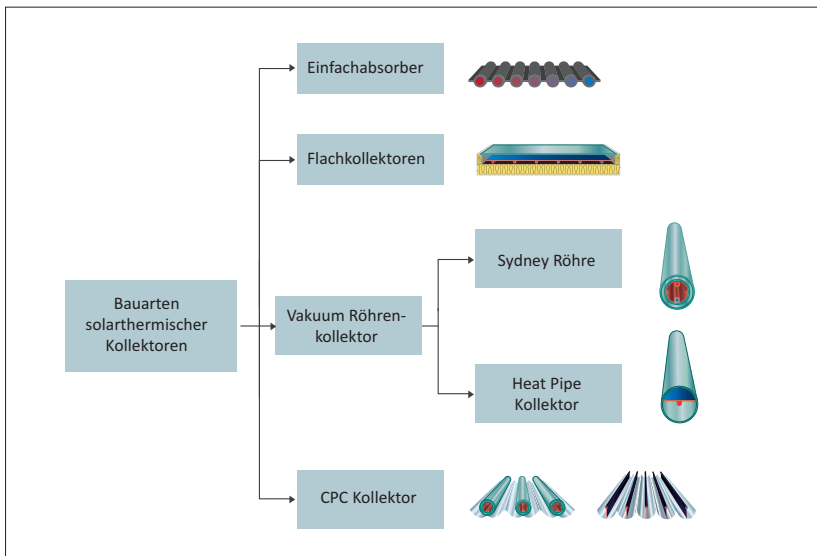 Einfachabsorber
Flachkollektoren
Bauarten
solarthermischer
Kollektoren
Vakuum Röhren-
kollektor
Sydney Röhre
Heat Pipe
Kollektor
CPC Kollektor